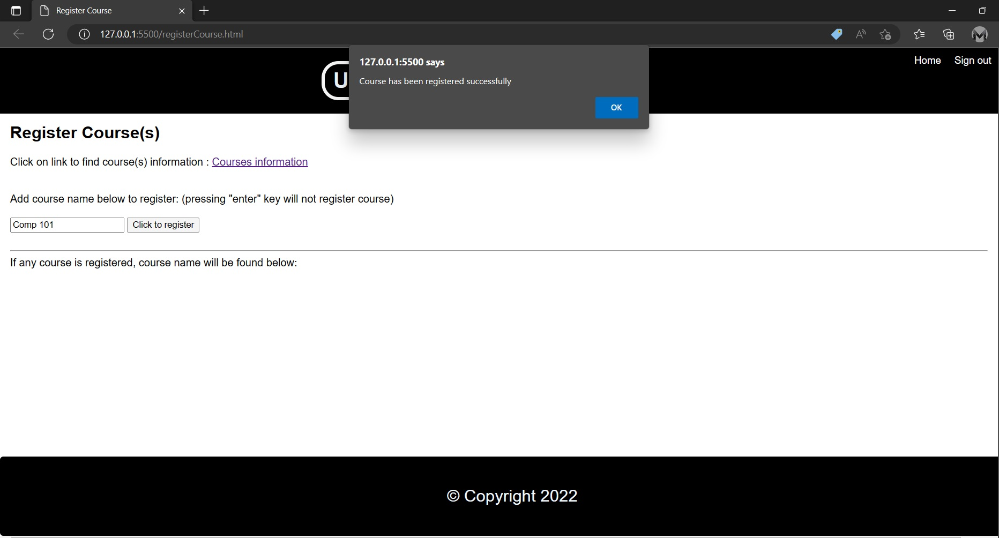 Register Course
127.0.0.1:5500/registerCourse.html
Home Sign out
U
127.0.0.1:5500 says
Course has been registered successfully
OK
Register Course(s)
Click on link to find course(s) information : Courses information
Add course name below to register: (pressing "enter" key will not register course)
Comp 101 Click to register
If any course is registered, course name will be found below:
© Copyright 2022